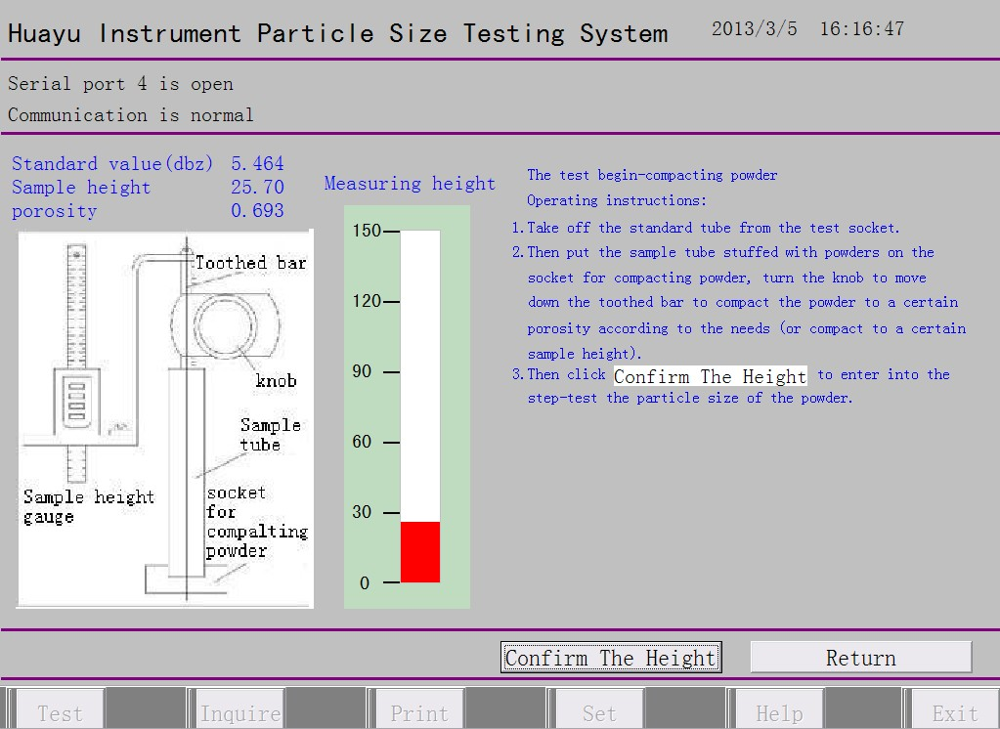 Huayu Instrument Particle Size Testing System 2013/3/5 16:16:47
Serial port 4 is open
Communication is normal
Standard value(dbz) 5.464
Sample height 25.70
porosity 0.693
Toothed bar
knob
Sample
tube
Sample height
gauge
socket
for
compalting
powder
Measuring height
150
120
90
60
30
0
The test begin-compacting powder
Operating instructions:
1.Take off the standard tube from the test socket.
2.Then put the sample tube stuffed with powders on the
socket for compacting powder, turn the knob to move
down the toothed bar to compact the powder to a certain
porosity according to the needs (or compact to a certain
sample height).
3.Then click Confirm The Height to enter into the
step-test the particle size of the powder.
Confirm The Height Return
Test Inquire Print Set Help Exit